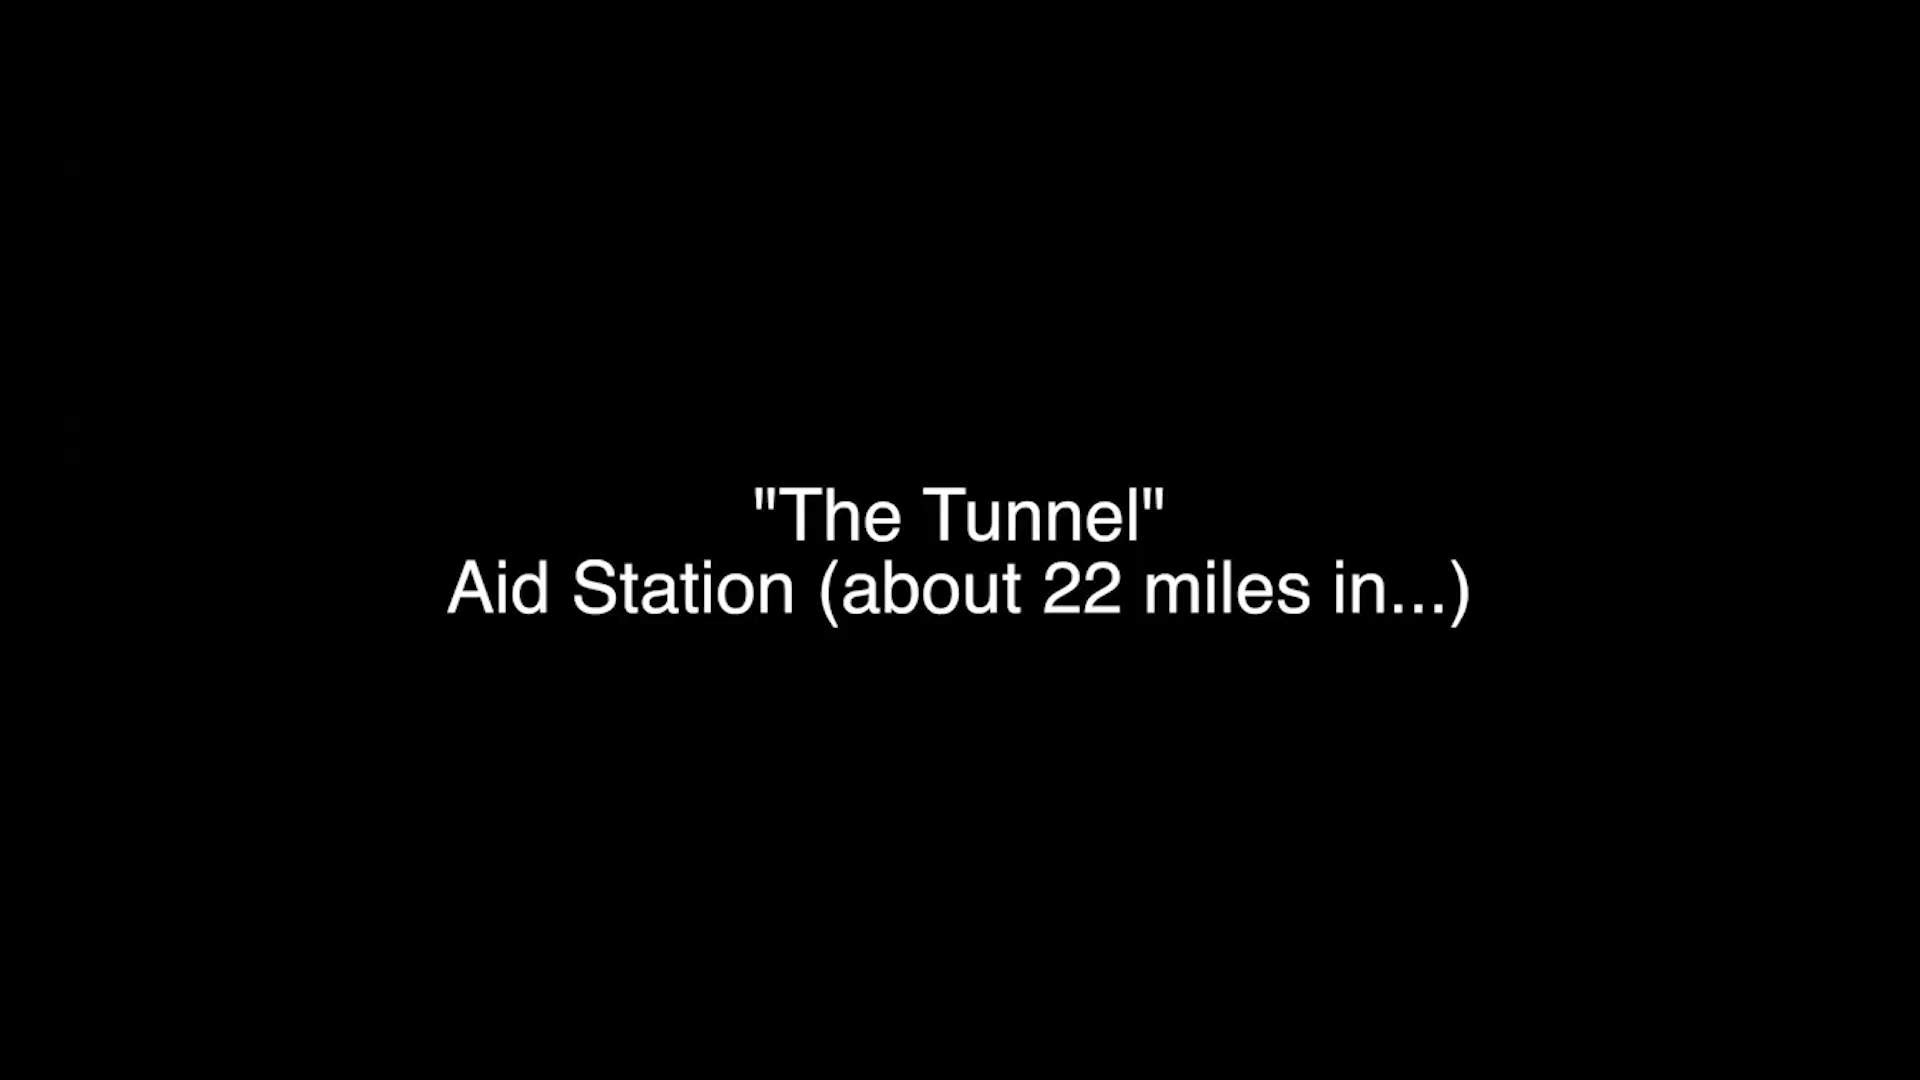 "The Tunnel"
Aid Station (about 22 miles in...)